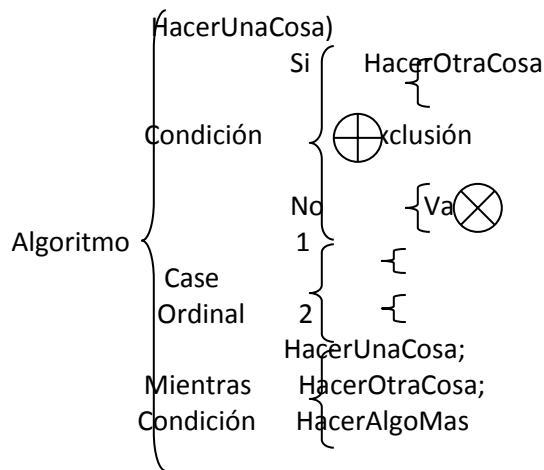 HacerUnaCosa)
Si HacerOtraCosa
Condición xclusión
No Va
Algoritmo
1
Case
Ordinal 2
HacerUnaCosa;
Mientras HacerOtraCosa;
Condición HacerAlgoMas